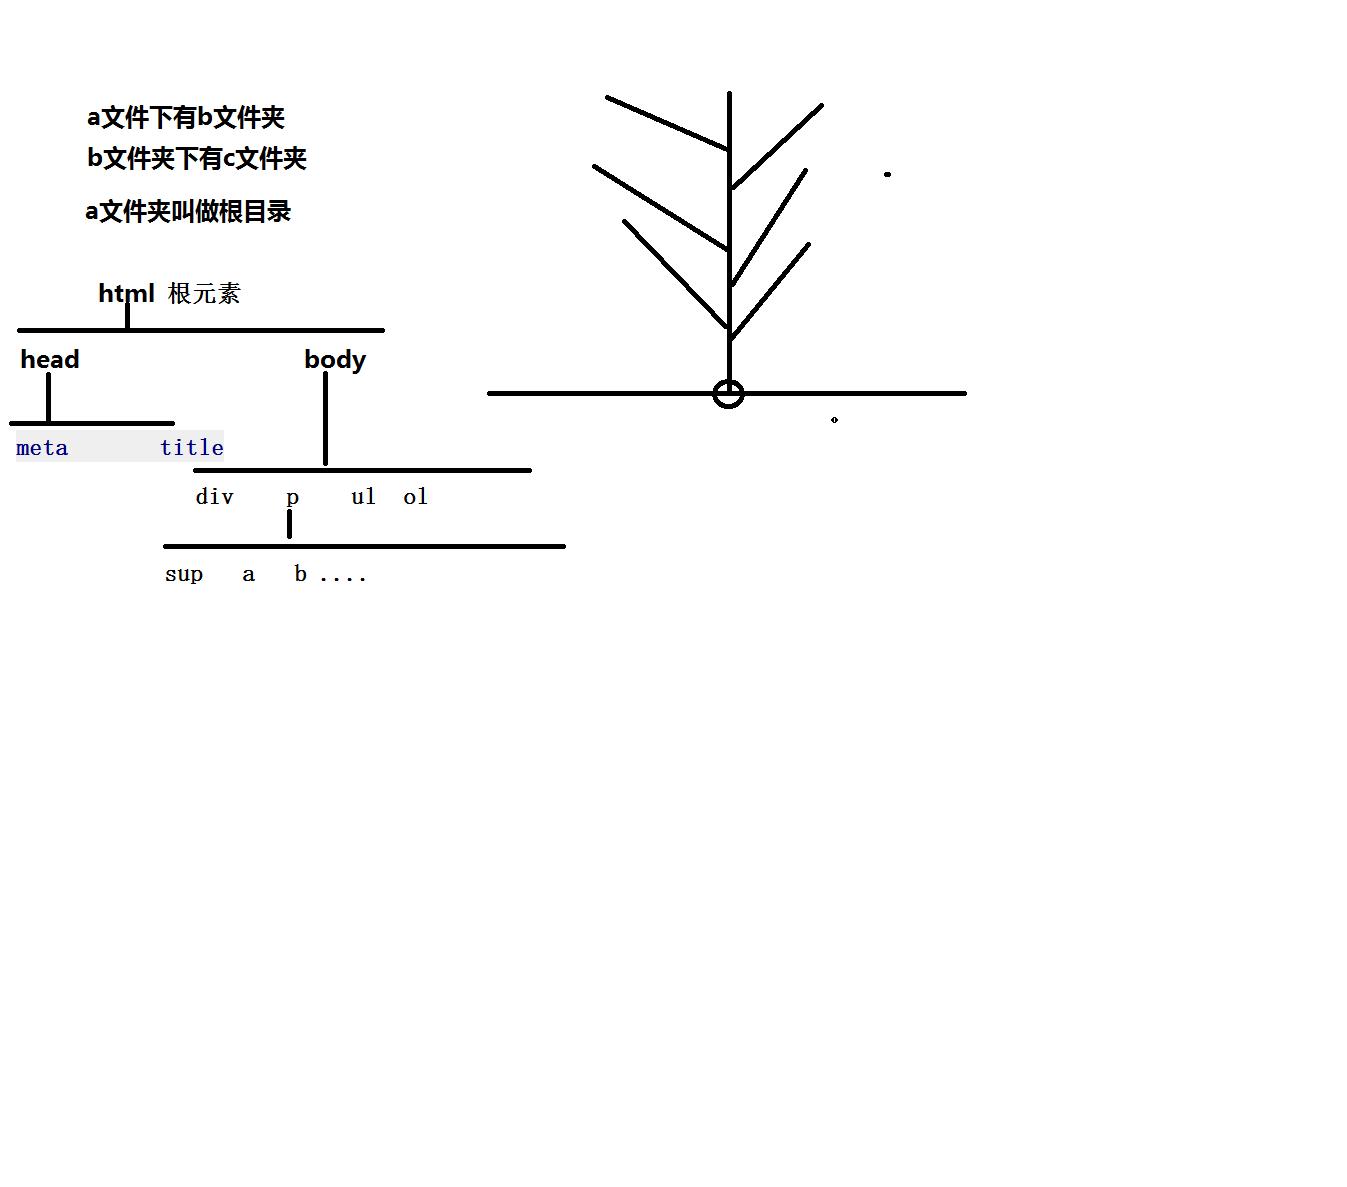 a文件下有b文件夹
b文件夹下有c文件夹
a文件夹叫做根目录
html 根元素
head body
meta title
div p ul ol
sup a b ....